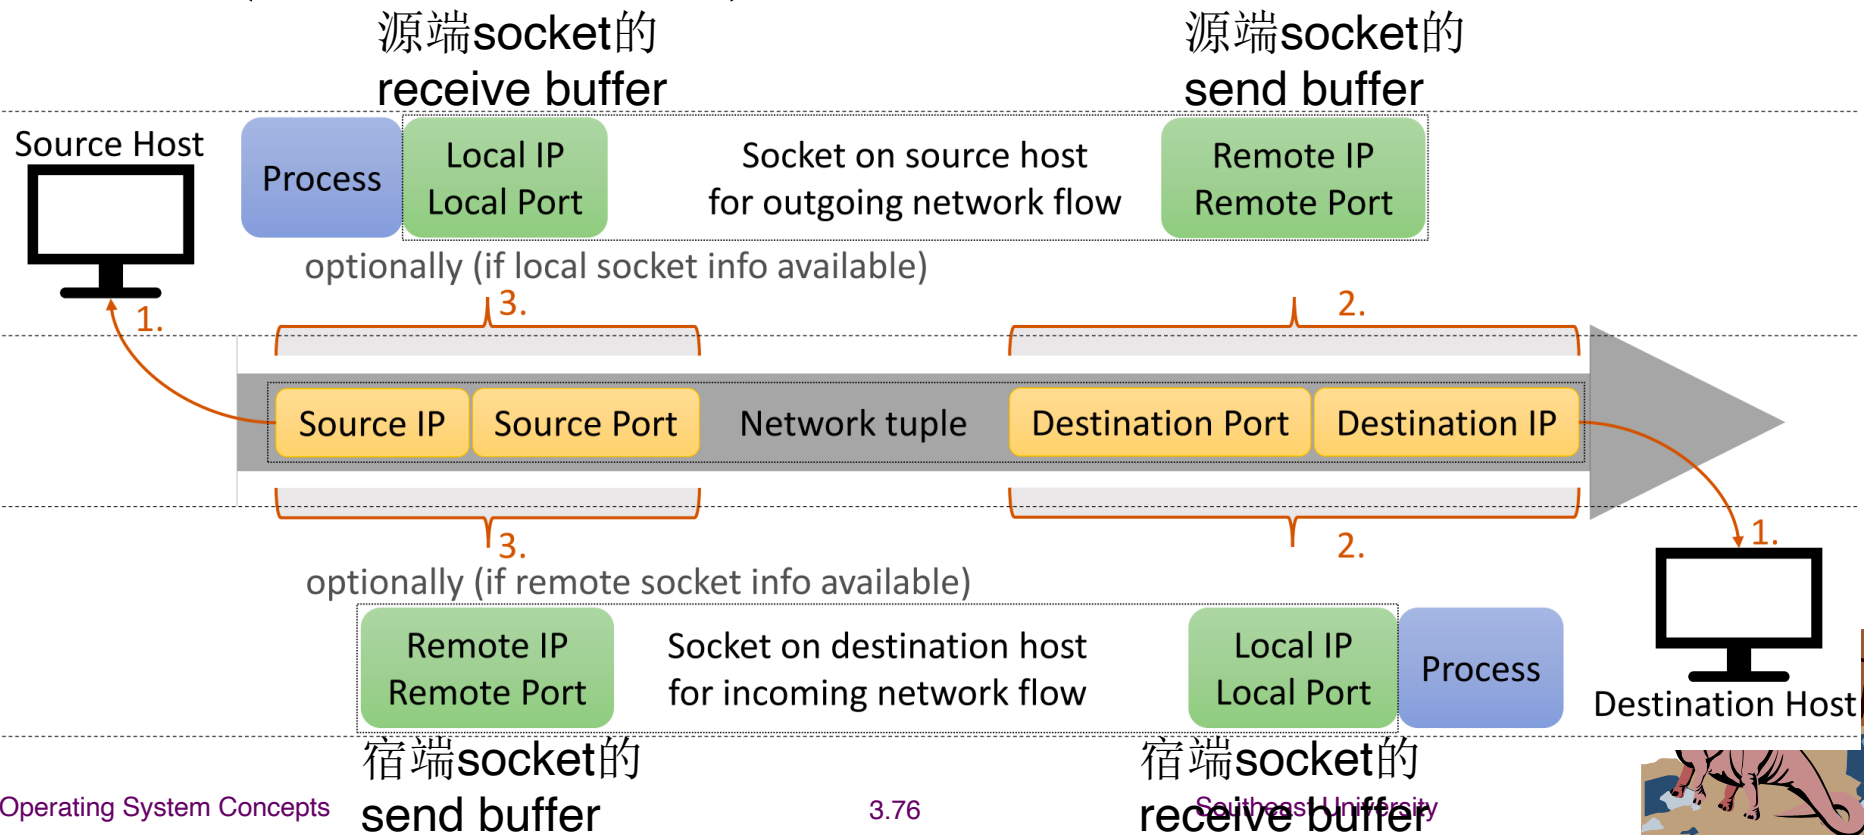 源端socket的
receive buffer
源端socket的
send buffer
Source Host
Process
Local IP
Local Port
Socket on source host
for outgoing network flow
Remote IP
Remote Port
optionally (if local socket info available)
1.
3.
2.
Source IP
Source Port
Network tuple
Destination Port
Destination IP
3.
2.
1.
optionally (if remote socket info available)
Remote IP
Remote Port
Socket on destination host
for incoming network flow
Local IP
Local Port
Process
Destination Host
宿端socket的
send buffer
宿端socket的
receive buffer
Operating System Concepts
3.76
Southeast University